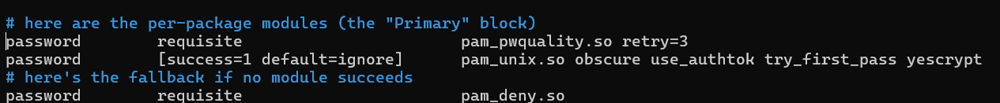 # here are the per-package modules (the "Primary" block)
password        requisite                       pam_pwquality.so retry=3
password        [success=1 default=ignore]      pam_unix.so obscure use_authtok try_first_pass yescrypt
# here's the fallback if no module succeeds
password        requisite                       pam_deny.so